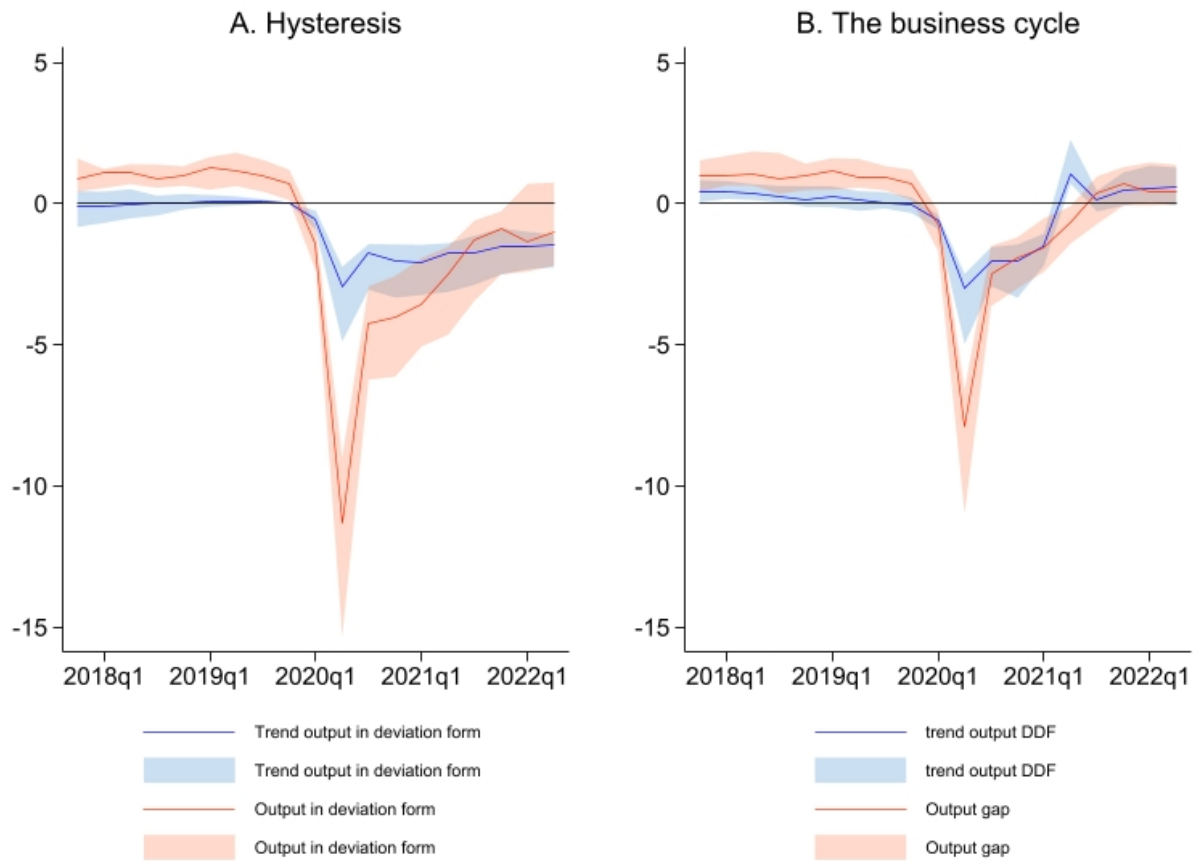 A. Hysteresis
5
0
-5
-10
-15
2018q1 2019q1 2020q1 2021q1 2022q1
Trend output in deviation form
Trend output in deviation form
Output in deviation form
Output in deviation form
B. The business cycle
5
0
-5
-10
-15
2018q1 2019q1 2020q1 2021q1 2022q1
trend output DDF
trend output DDF
Output gap
Output gap